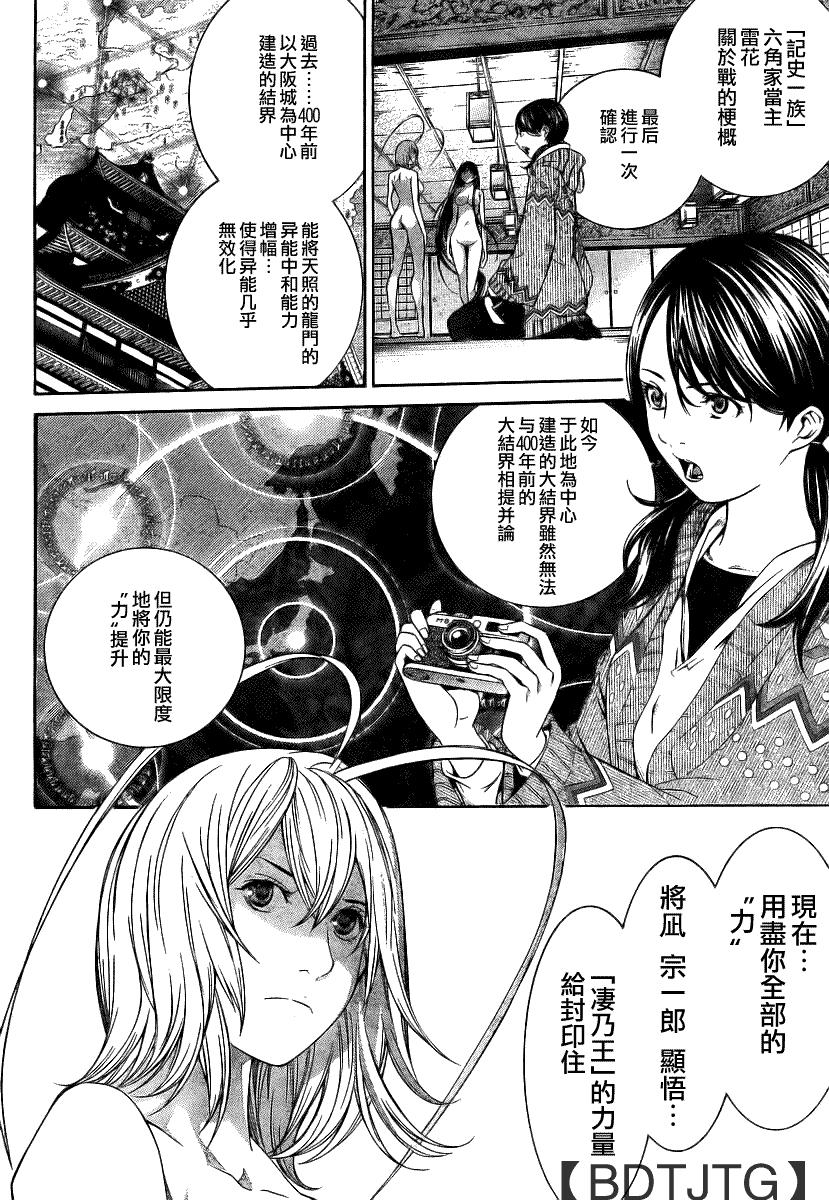 「記史一族」
六角家當主
雷花
關於戰的梗概
最后
進行一次
確認
過去……400年前
以大阪城為中心
建造的結界
能將天照的龍門的
异能中和能力
增幅…
使得异能几乎
無效化
如今
于此地為中心
建造的大結界雖然無法
与400年前的
大結界相提并論
但仍能最大限度
地將你的
”力“提升
現在…
用盡你全部的
”力“
將凪 宗一郎 顯悟…
「凄乃王」的力量
給封印住
【BDTJTG】